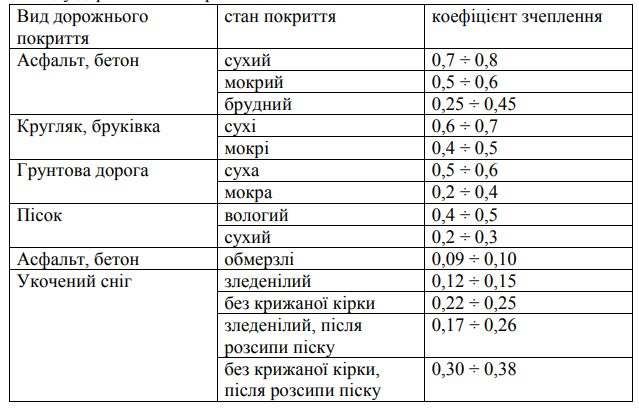 Вид дорожнього покриття | стан покриття | коефіцієнт зчеплення
Асфальт, бетон | сухий | 0,7 ÷ 0,8
мокрий | 0,5 ÷ 0,6
брудний | 0,25 ÷ 0,45
Кругляк, бруківка | сухі | 0,6 ÷ 0,7
мокрі | 0,4 ÷ 0,5
Грунтова дорога | суха | 0,5 ÷ 0,6
мокра | 0,2 ÷ 0,4
Пісок | вологий | 0,4 ÷ 0,5
сухий | 0,2 ÷ 0,3
Асфальт, бетон | обмерзлі | 0,09 ÷ 0,10
Укочений сніг | зледенілий | 0,12 ÷ 0,15
без крижаної кірки | 0,22 ÷ 0,25
зледенілий, після розсипи піску | 0,17 ÷ 0,26
без крижаної кірки, після розсипи піску | 0,30 ÷ 0,38